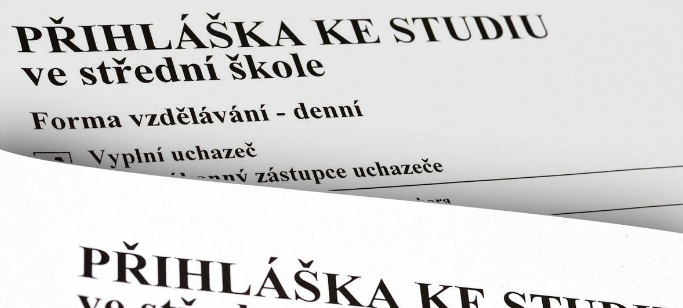 PŘIHLÁŠKA KE STUDIU
ve střední škole
Forma vzdělávání - denní
Vyplní uchazeč
zástupce uchazeče
PŘIHLÁŠKA KE STUDIU